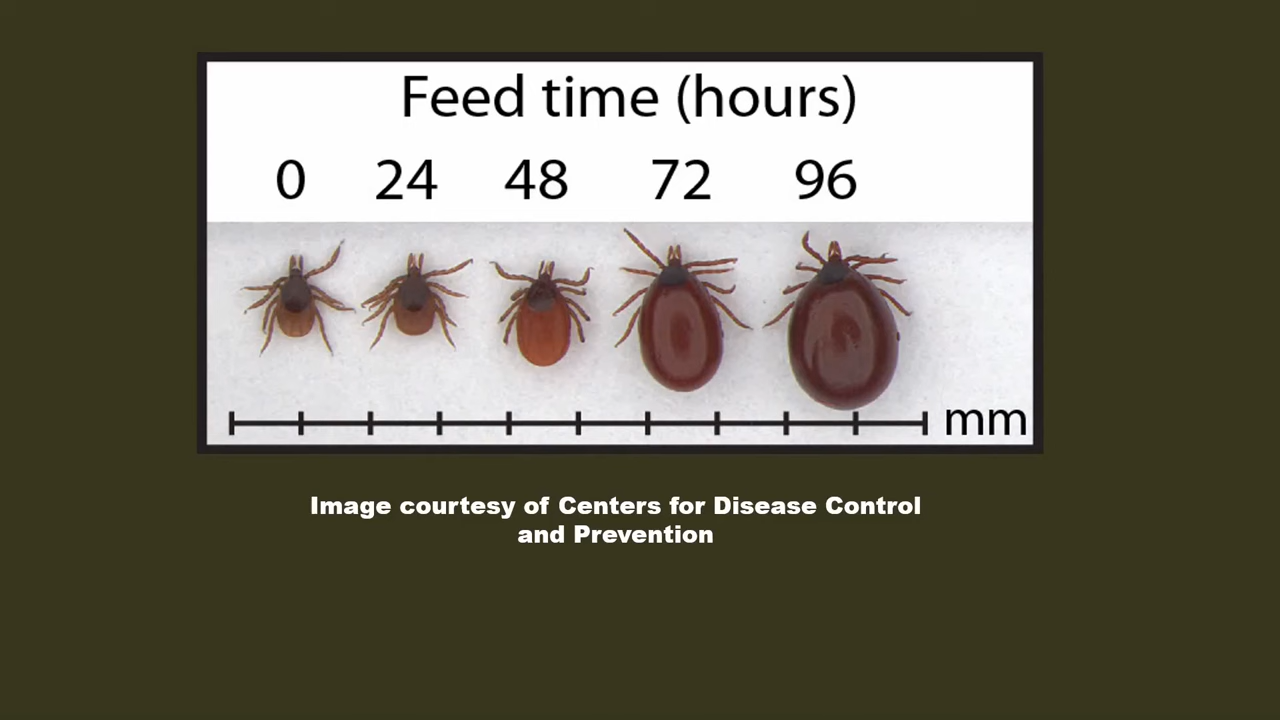 Feed time (hours)
0 24 48 72 96
mm
Image courtesy of Centers for Disease Control
and Prevention